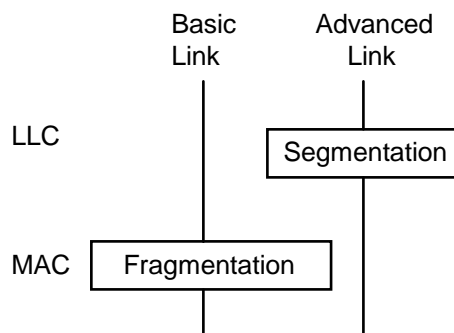 Basic
Link
Advanced
Link
LLC
Segmentation
MAC
Fragmentation